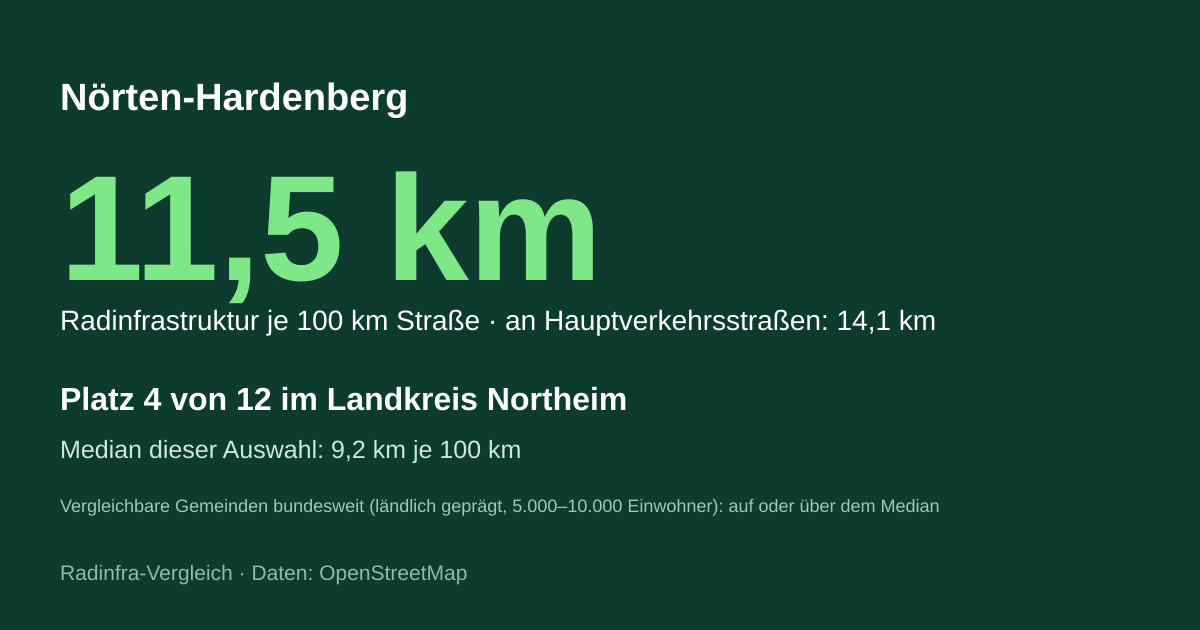 Nörten-Hardenberg
11,5 km
Radinfrastruktur je 100 km Straße · an Hauptverkehrsstraßen: 14,1 km
Platz 4 von 12 im Landkreis Northeim
Median dieser Auswahl: 9,2 km je 100 km
Vergleichbare Gemeinden bundesweit (ländlich geprägt, 5.000–10.000 Einwohner): auf oder über dem Median
Radinfra-Vergleich · Daten: OpenStreetMap